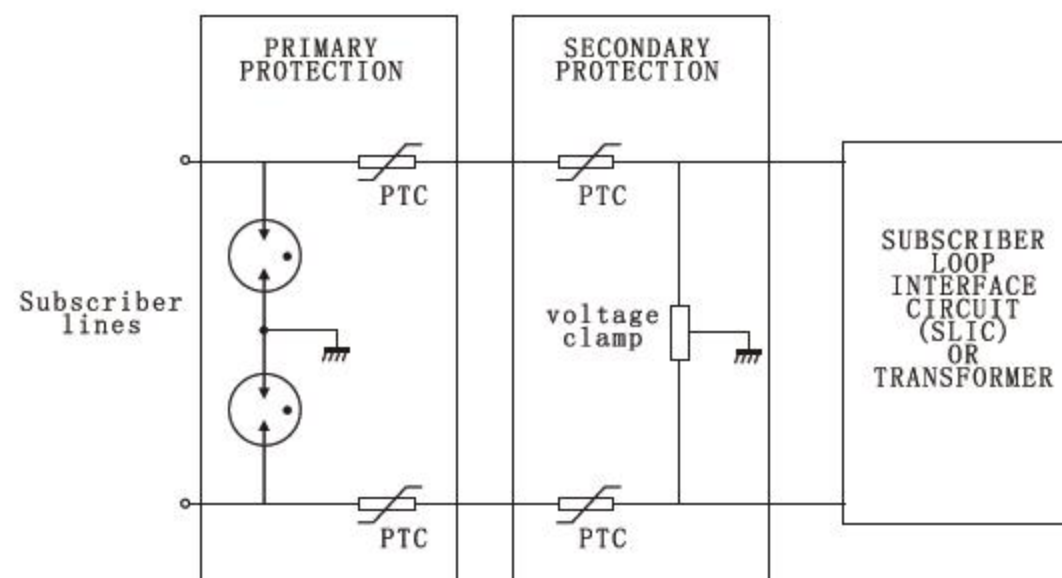 PRIMARY
PROTECTION
SECONDARY
PROTECTION
PTC
PTC
Subscriber
lines
voltage
clamp
SUBSCRIBER
LOOP
INTERFACE
CIRCUIT
(SLIC)
OR
TRANSFORMER
PTC
PTC